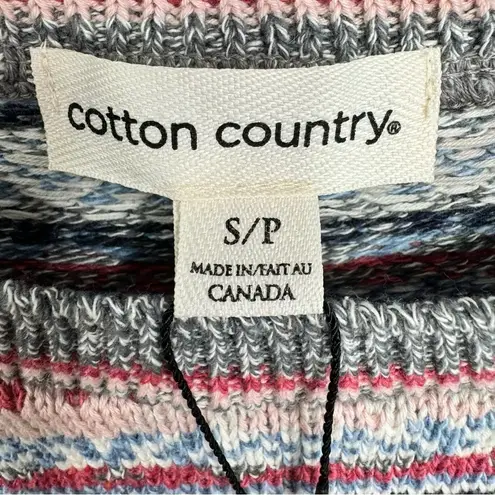 cotton country®
S/P
MADE IN/FAIT AU
CANADA